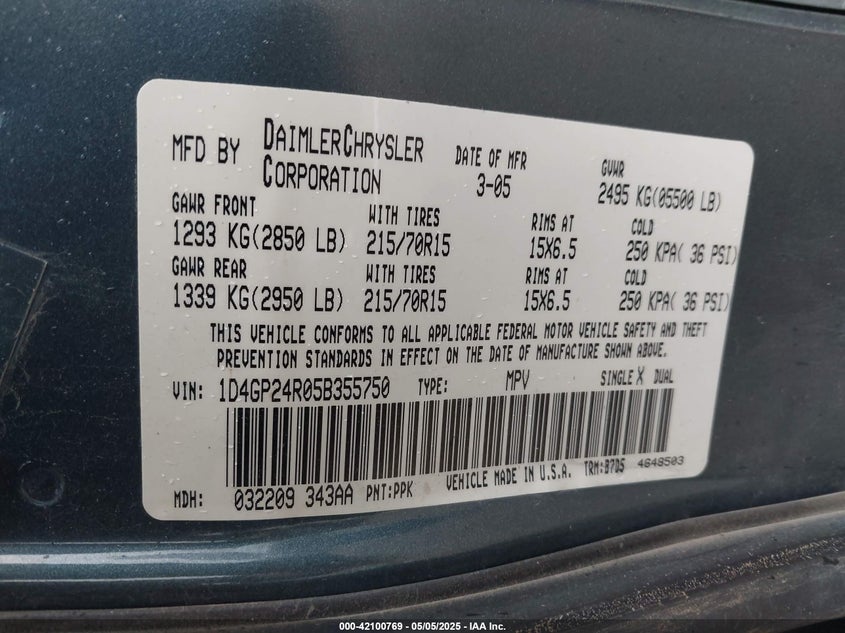 MFD BY DAIMLERCHRYSLER CORPORATION DATE OF MFR 3-05 GVWR 2495 KG(05500 LB)
GAWR FRONT WITH TIRES RIMS AT COLD
1293 KG(2850 LB) 215/70R15 15X6.5 250 KPA( 36 PSI)
GAWR REAR WITH TIRES RIMS AT COLD
1339 KG(2950 LB) 215/70R15 15X6.5 250 KPA( 36 PSI)
THIS VEHICLE CONFORMS TO ALL APPLICABLE FEDERAL MOTOR VEHICLE SAFETY AND THEFT
PREVENTION STANDARDS IN EFFECT ON THE DATE OF MANUFACTURE SHOWN ABOVE.
VIN: 1D4GP24R05B355750 TYPE: MPV SINGLE X DUAL
MDH: 032209 343AA PNT:PPK VEHICLE MADE IN U.S.A. TRM:B7D5 4648503
000-42100769 - 05/05/2025 - IAA Inc.